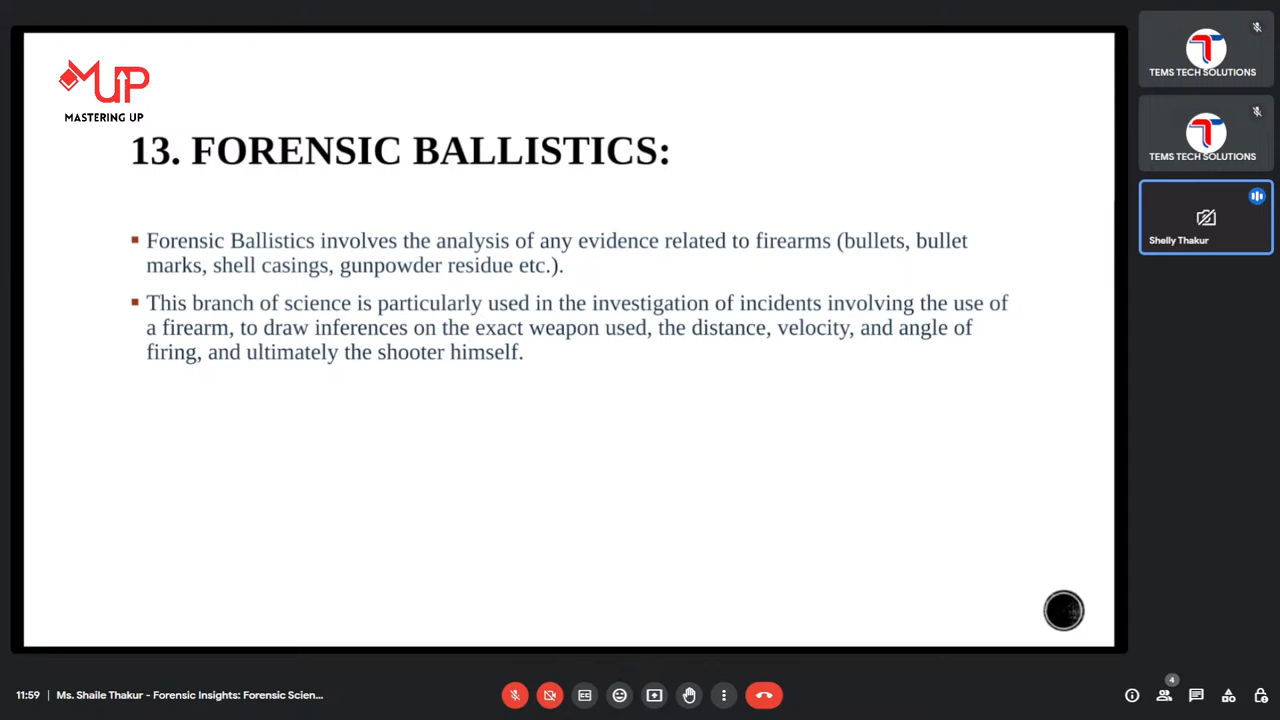 MUP
MASTERING UP
13. FORENSIC BALLISTICS:
▪ Forensic Ballistics involves the analysis of any evidence related to firearms (bullets, bullet
marks, shell casings, gunpowder residue etc.).
▪ This branch of science is particularly used in the investigation of incidents involving the use of
a firearm, to draw inferences on the exact weapon used, the distance, velocity, and angle of
firing, and ultimately the shooter himself.
TEMS TECH SOLUTIONS
TEMS TECH SOLUTIONS
Shelly Thakur
11:59 | Ms. Shaile Thakur - Forensic Insights: Forensic Scien...
4